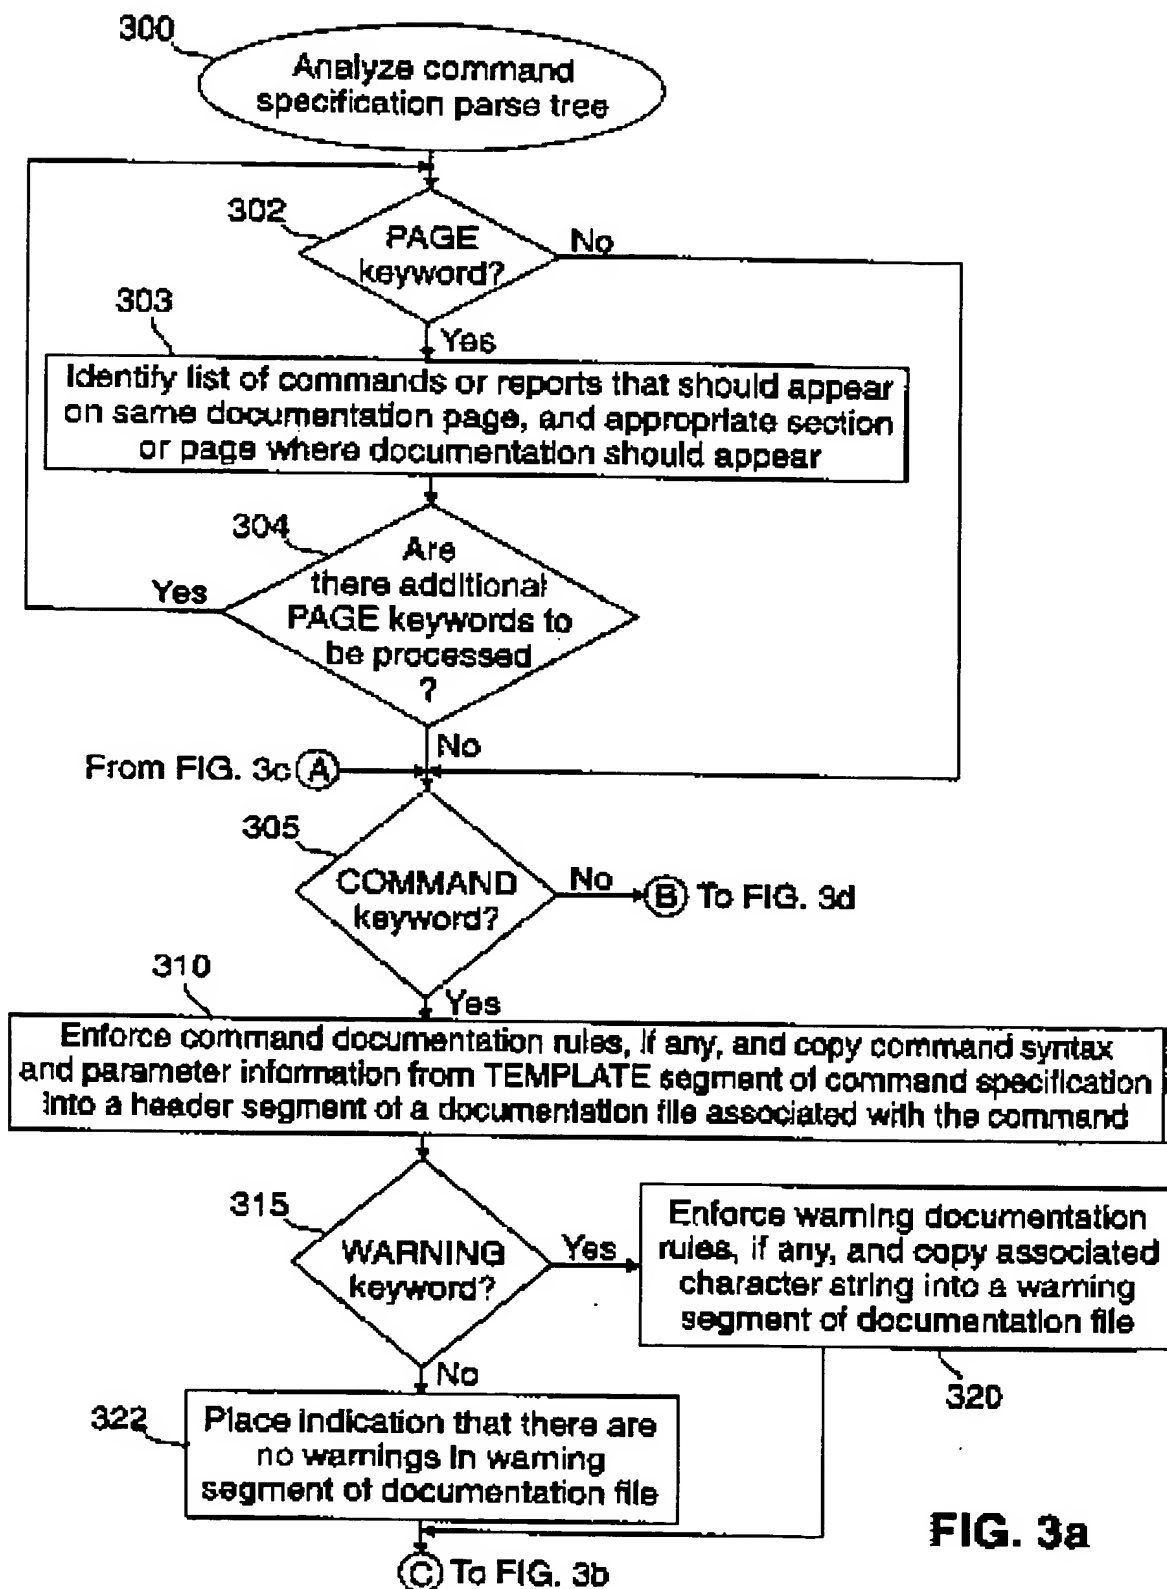 300
Analyze command
specification parse tree
302
PAGE
keyword?
No
303
Yes
Identify list of commands or reports that should appear
on same documentation page, and appropriate section
or page where documentation should appear
304
Are
there additional
PAGE keywords to
be processed
?
Yes
No
From FIG. 3c A
305
COMMAND
keyword?
No
B To FIG. 3d
310
Yes
Enforce command documentation rules, if any, and copy command syntax
and parameter information from TEMPLATE segment of command specification
into a header segment of a documentation file associated with the command
315
WARNING
keyword?
Yes
Enforce warning documentation
rules, if any, and copy associated
character string into a warning
segment of documentation file
320
No
322
Place indication that there are
no warnings in warning
segment of documentation file
C To FIG. 3b
FIG. 3a